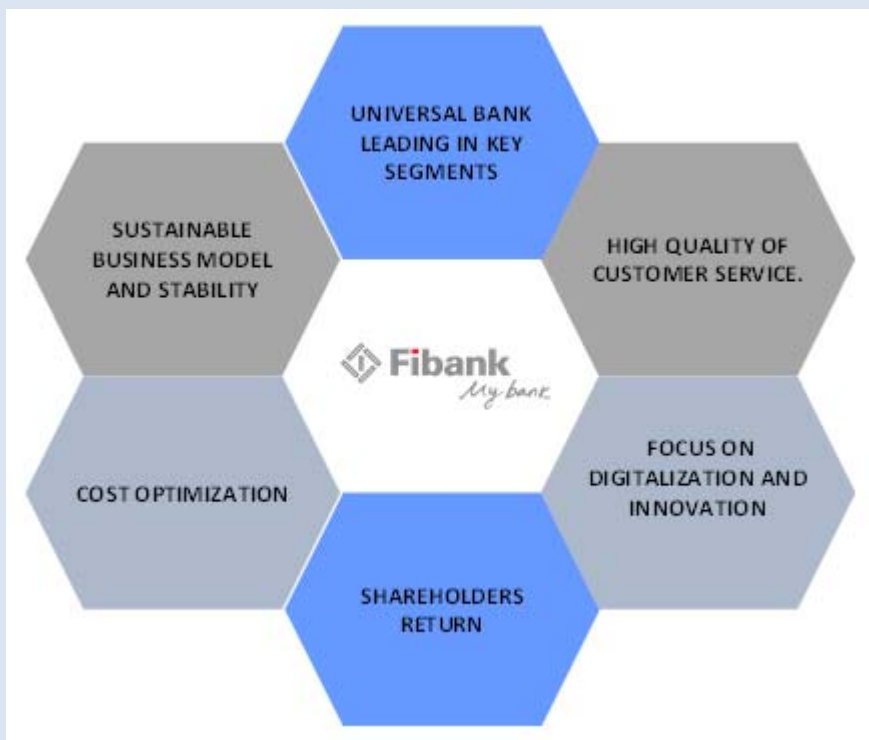 UNIVERSAL BANK
LEADING IN KEY
SEGMENTS
SUSTAINABLE
BUSINESS MODEL
AND STABILITY
HIGH QUALITY OF
CUSTOMER SERVICE.
Fibank
My bank.
COST OPTIMIZATION
FOCUS ON
DIGITALIZATION AND
INNOVATION
SHAREHOLDERS
RETURN